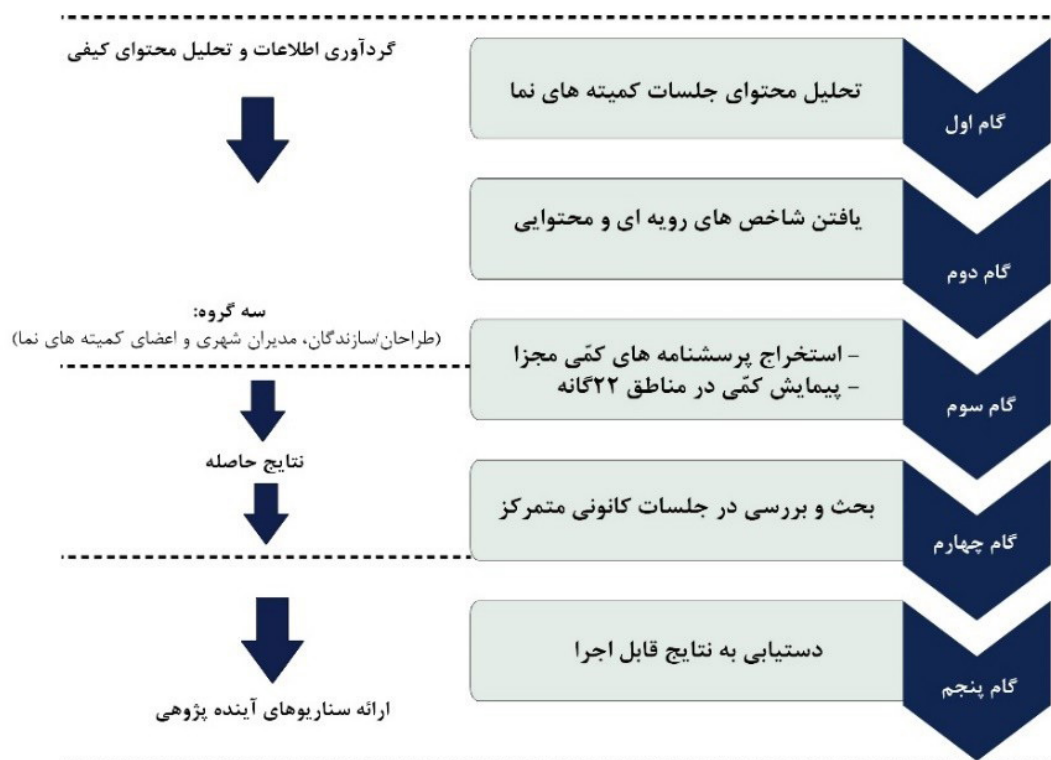 گام اول
تحلیل محتوای جلسات کمیته های نما
گردآوری اطلاعات و تحلیل محتوای کیفی
گام دوم
یافتن شاخص های رویه ای و محتوایی
سه گروه:
(طراحان/سازندگان، مدیران شهری و اعضای کمیته های نما)
گام سوم
- استخراج پرسشنامه های کمّی مجزا
- پیمایش کمّی در مناطق ۲۲گانه
نتایج حاصله
گام چهارم
بحث و بررسی در جلسات کانونی متمرکز
گام پنجم
دستیابی به نتایج قابل اجرا
ارائه سناریوهای آینده پژوهی